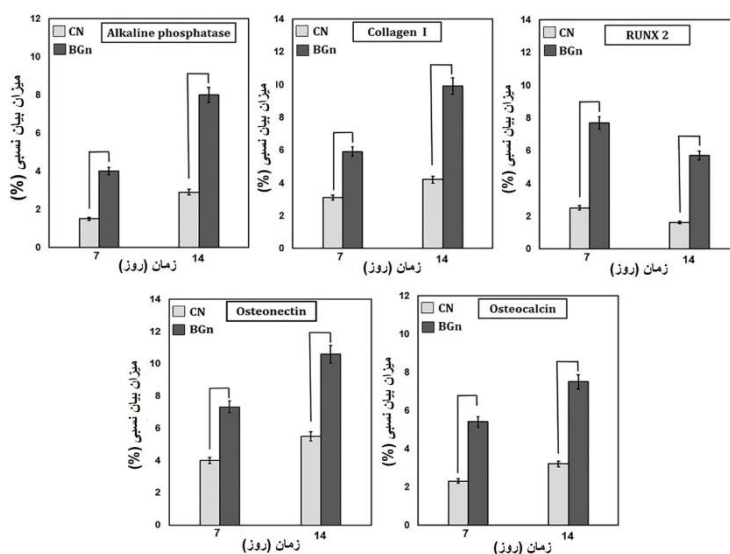 Alkaline phosphatase
CN
BGn
12
10
8
6
4
2
0
میزان بیان نسبی (%)
7
14
زمان (روز)
Collagen I
CN
BGn
14
12
10
8
6
4
2
0
میزان بیان نسبی (%)
7
14
زمان (روز)
RUNX 2
CN
BGn
14
12
10
8
6
4
2
0
میزان بیان نسبی (%)
7
14
زمان (روز)
Osteonectin
CN
BGn
14
12
10
8
6
4
2
0
میزان بیان نسبی (%)
7
14
زمان (روز)
Osteocalcin
CN
BGn
12
10
8
6
4
2
0
میزان بیان نسبی (%)
7
14
زمان (روز)